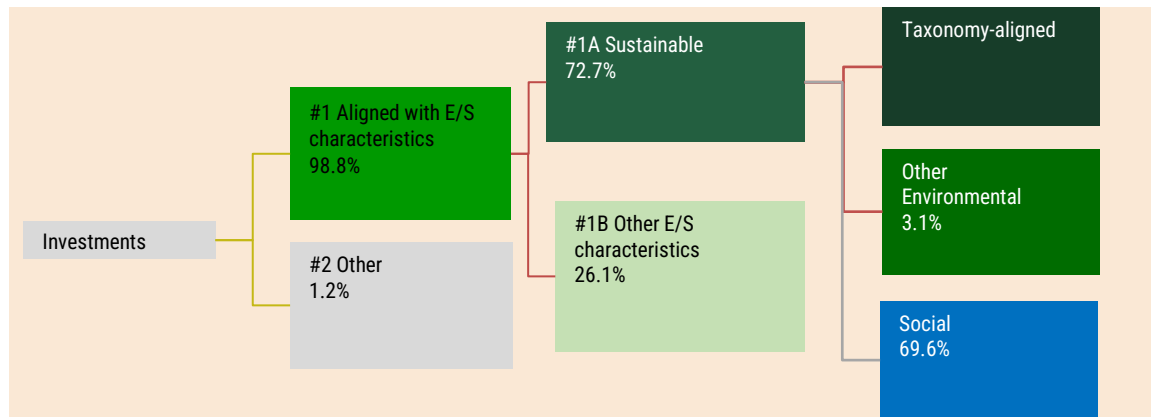 Investments
#1 Aligned with E/S
characteristics
98.8%
#2 Other
1.2%
#1A Sustainable
72.7%
#1B Other E/S
characteristics
26.1%
Taxonomy-aligned
Other
Environmental
3.1%
Social
69.6%